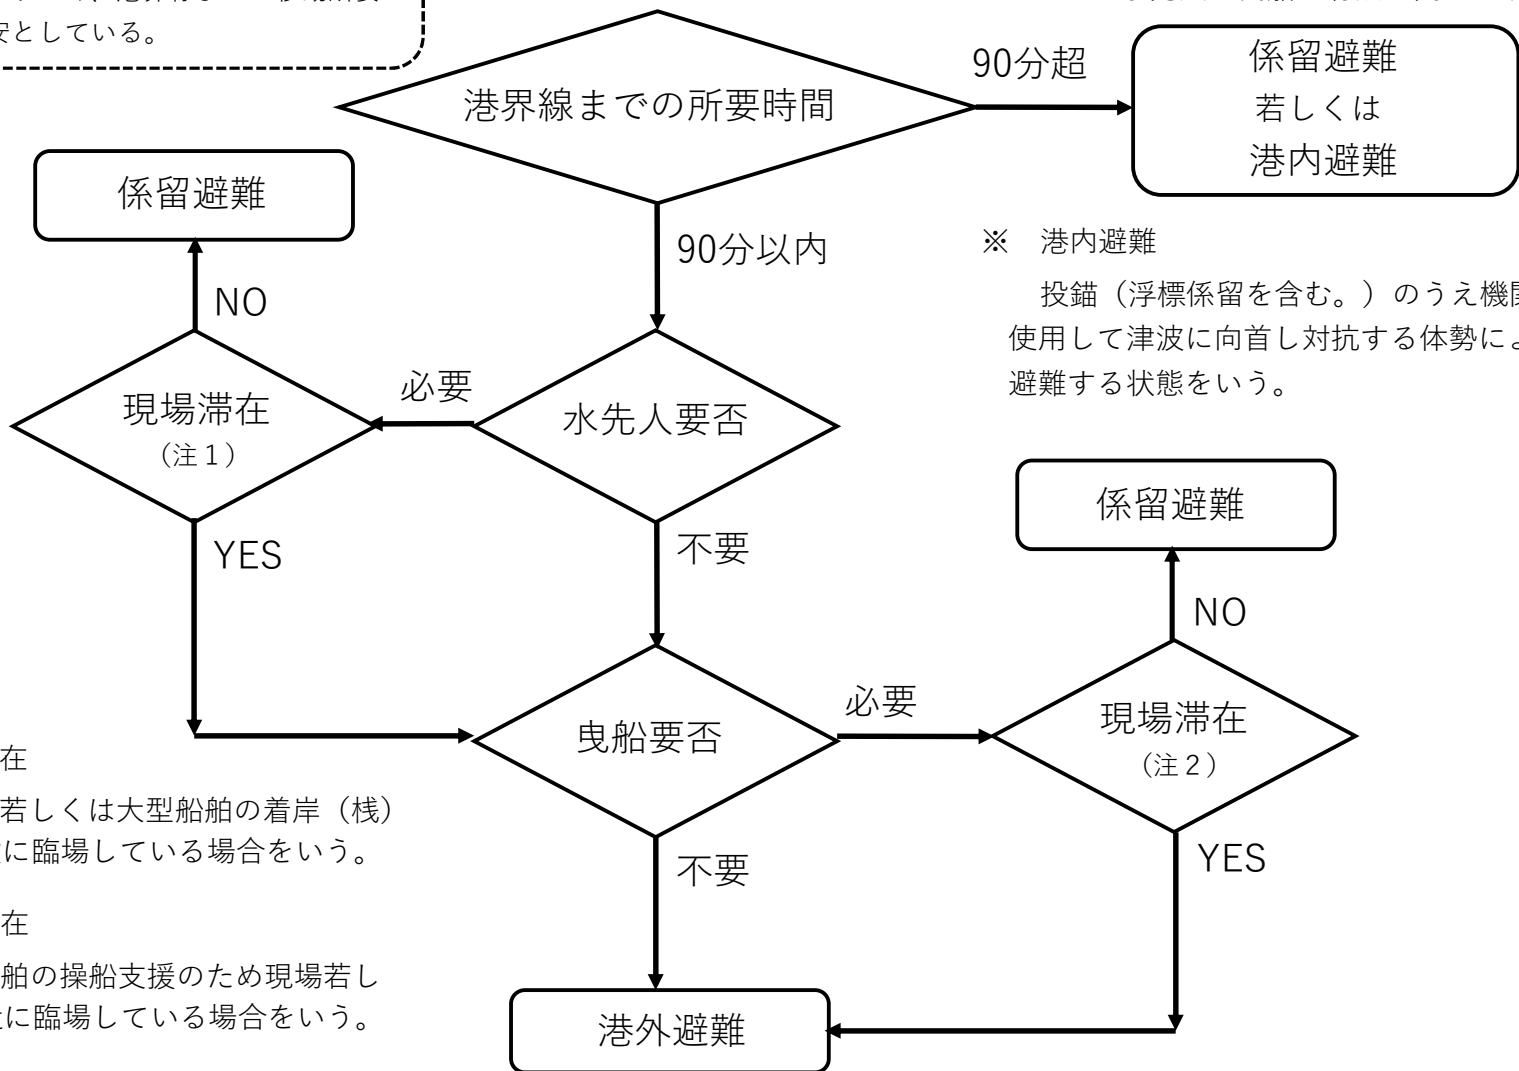 安としている。
港界線までの所要時間
90分超
係留避難
若しくは
港内避難
係留避難
90分以内
※　港内避難
投錨（浮標係留を含む。）のうえ機関
使用して津波に向首し対抗する体勢によ
避難する状態をいう。
NO
現場滞在
（注１）
必要
水先人要否
係留避難
YES
不要
NO
曳船要否
必要
現場滞在
（注２）
在
若しくは大型船舶の着岸（桟）
に臨場している場合をいう。
不要
YES
在
舶の操船支援のため現場若し
に臨場している場合をいう。
港外避難